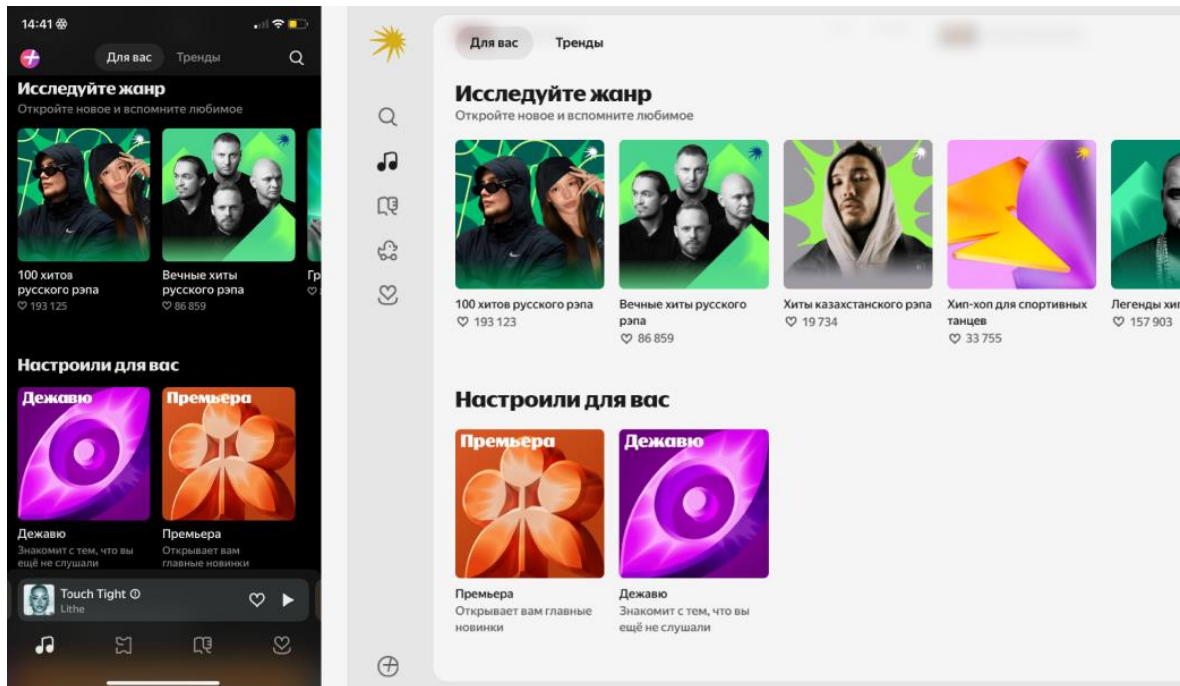 14:41
Для вас Тренды
Исследуйте жанр
Откройте новое и вспомните любимое
100 хитов
русского рэпа
193 125
Вечные хиты
русского рэпа
86 859
Гр
Настроили для вас
Дежавю
Премьера
Дежавю
Знакомит с тем, что вы
ещё не слушали
Премьера
Открывает вам
главные новинки
Touch Tight
Lithe
Для вас Тренды
Исследуйте жанр
Откройте новое и вспомните любимое
100 хитов русского рэпа
193 123
Вечные хиты русского
рэпа
86 859
Хиты казахстанского рэпа
19 734
Хип-хоп для спортивных
танцев
33 755
Легенды хип
157 903
Настроили для вас
Премьера
Дежавю
Премьера
Открывает вам главные
новинки
Дежавю
Знакомит с тем, что вы
ещё не слушали